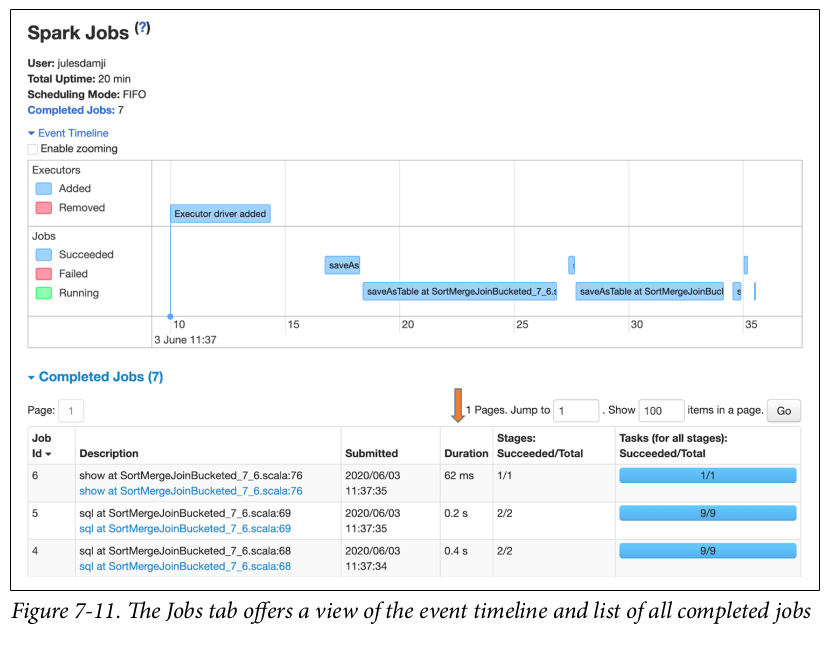 Spark Jobs (?)
User: julesdamji
Total Uptime: 20 min
Scheduling Mode: FIFO
Completed Jobs: 7
Event Timeline
Enable zooming
Executors
Added
Removed
Executor driver added
Jobs
Succeeded
Failed
Running
saveAs
s
saveAsTable at SortMergeJoinBucketed_7_6.s
saveAsTable at SortMergeJoinBucl
s
10 15 20 25 30 35
3 June 11:37
Completed Jobs (7)
Page: 1 1 Pages. Jump to 1 . Show 100 items in a page. Go
Job Id Description Submitted Duration Stages: Succeeded/Total Tasks (for all stages): Succeeded/Total
6 show at SortMergeJoinBucketed_7_6.scala:76 2020/06/03 62 ms 1/1 1/1
show at SortMergeJoinBucketed_7_6.scala:76 11:37:35
5 sql at SortMergeJoinBucketed_7_6.scala:69 2020/06/03 0.2 s 2/2 9/9
sql at SortMergeJoinBucketed_7_6.scala:69 11:37:35
4 sql at SortMergeJoinBucketed_7_6.scala:68 2020/06/03 0.4 s 2/2 9/9
sql at SortMergeJoinBucketed_7_6.scala:68 11:37:34
Figure 7-11. The Jobs tab offers a view of the event timeline and list of all completed jobs